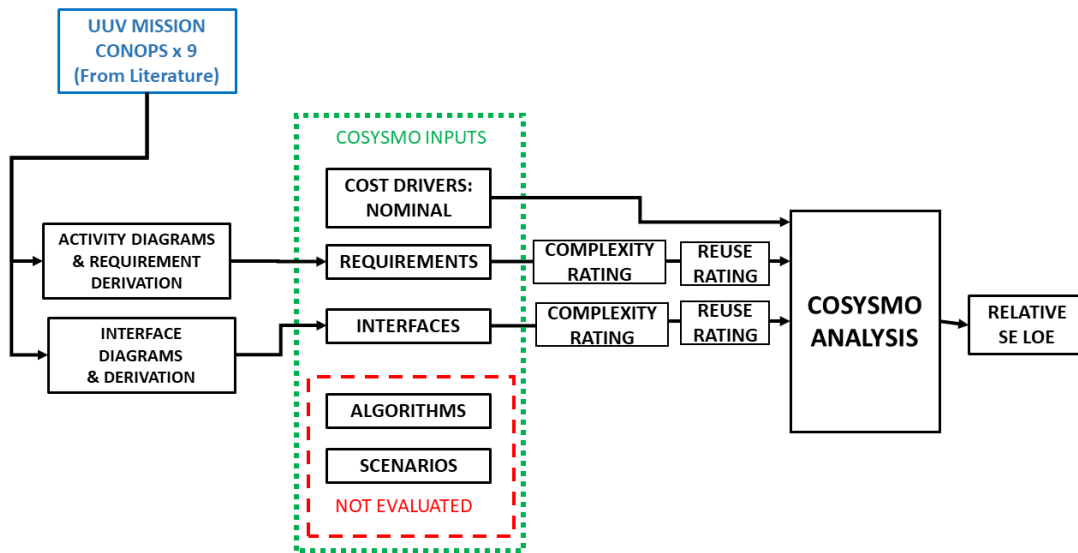 UUV MISSION
CONOPS x 9
(From Literature)
COSYSMO INPUTS
COST DRIVERS:
NOMINAL
ACTIVITY DIAGRAMS
& REQUIREMENT
DERIVATION
REQUIREMENTS
COMPLEXITY
RATING
REUSE
RATING
INTERFACE
DIAGRAMS
& DERIVATION
INTERFACES
COMPLEXITY
RATING
REUSE
RATING
COSYSMO
ANALYSIS
RELATIVE
SE LOE
ALGORITHMS
SCENARIOS
NOT EVALUATED